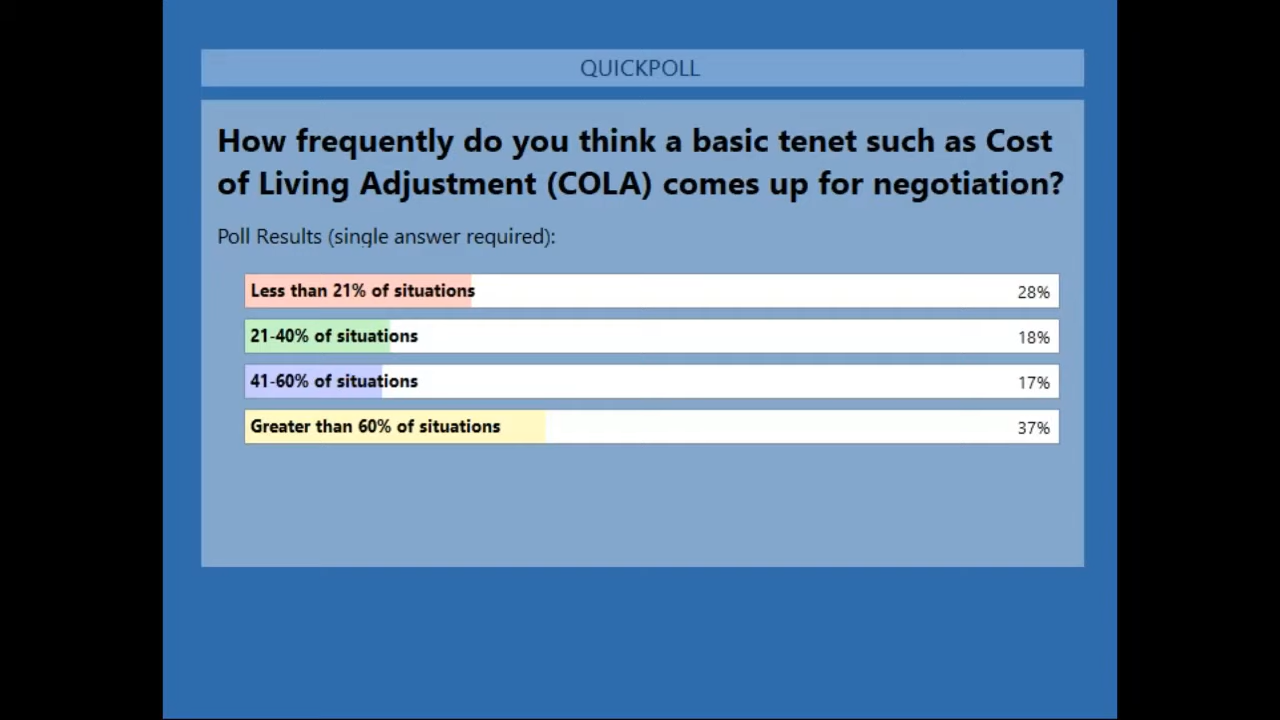 QUICKPOLL
How frequently do you think a basic tenet such as Cost
of Living Adjustment (COLA) comes up for negotiation?
Poll Results (single answer required):
Less than 21% of situations 28%
21-40% of situations 18%
41-60% of situations 17%
Greater than 60% of situations 37%